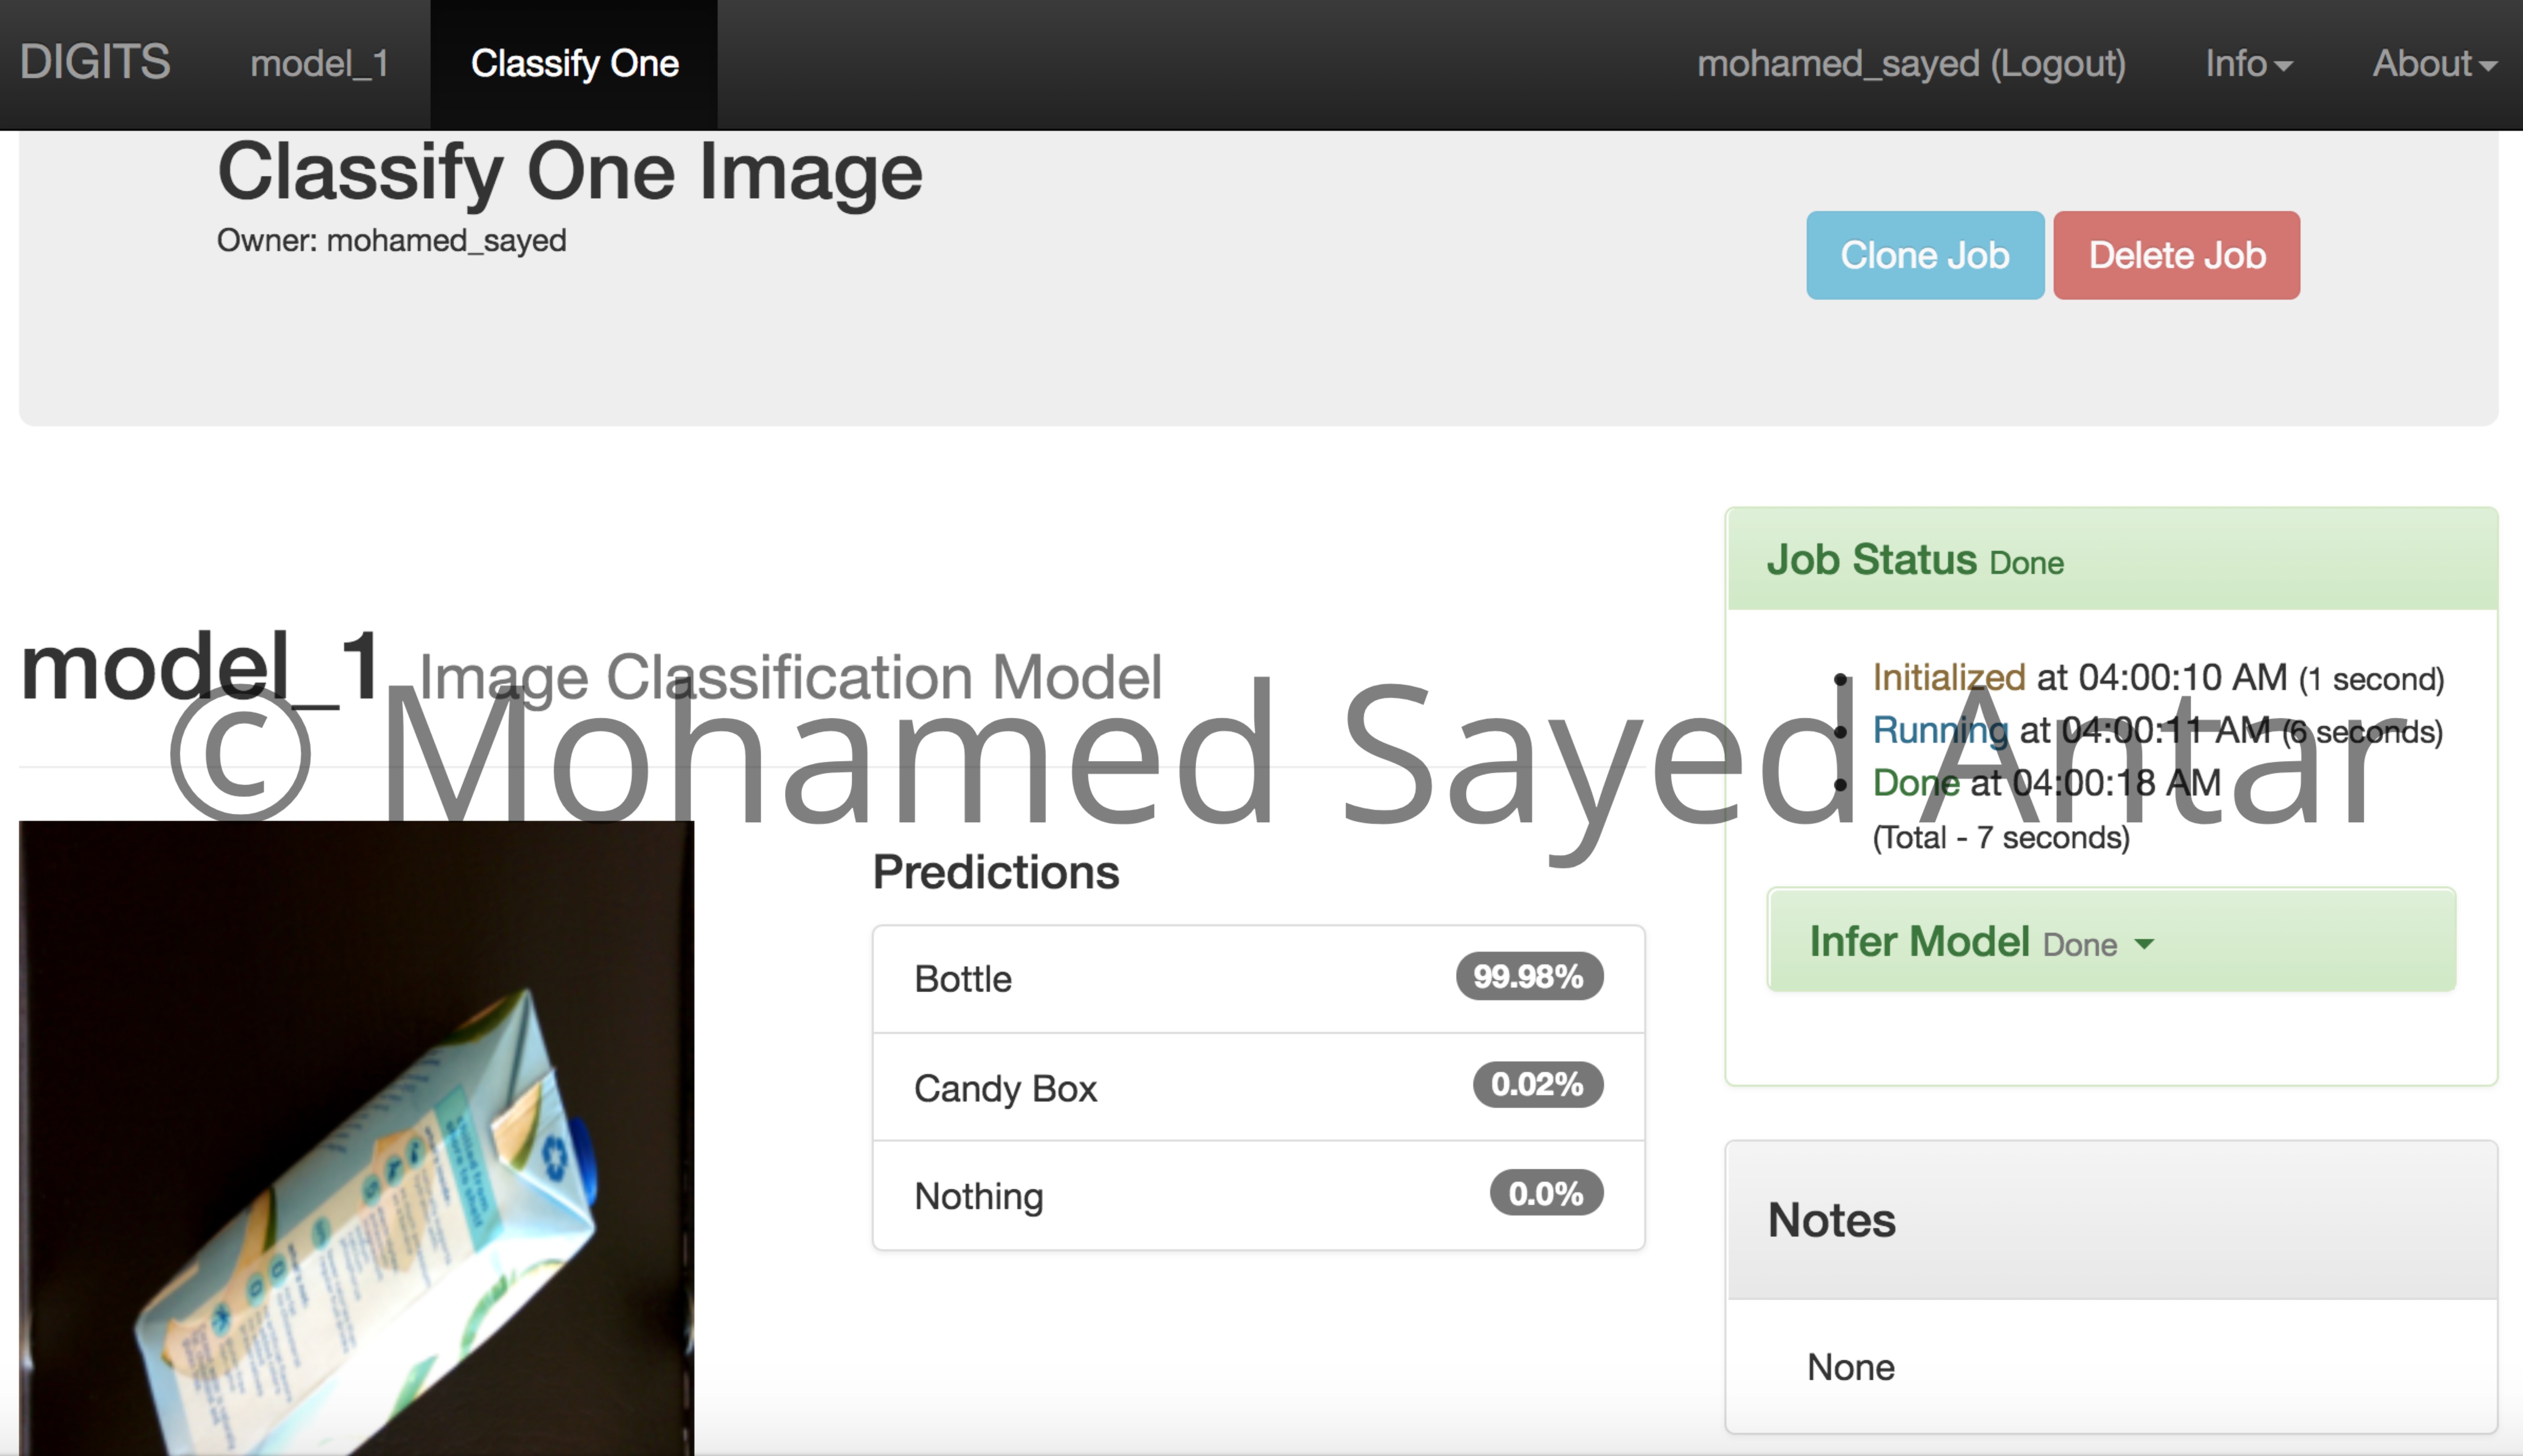 DIGITS model_1 Classify One mohamed_sayed (Logout) Info About
Classify One Image
Owner: mohamed_sayed
Clone Job Delete Job
Job Status Done
Initialized at 04:00:10 AM (1 second)
Running at 04:00:11 AM (6 seconds)
Done at 04:00:18 AM
(Total - 7 seconds)
Infer Model Done
Notes
None
model_1 Image Classification Model
© Mohamed Sayed Antar
Predictions
Bottle 99.98%
Candy Box 0.02%
Nothing 0.0%